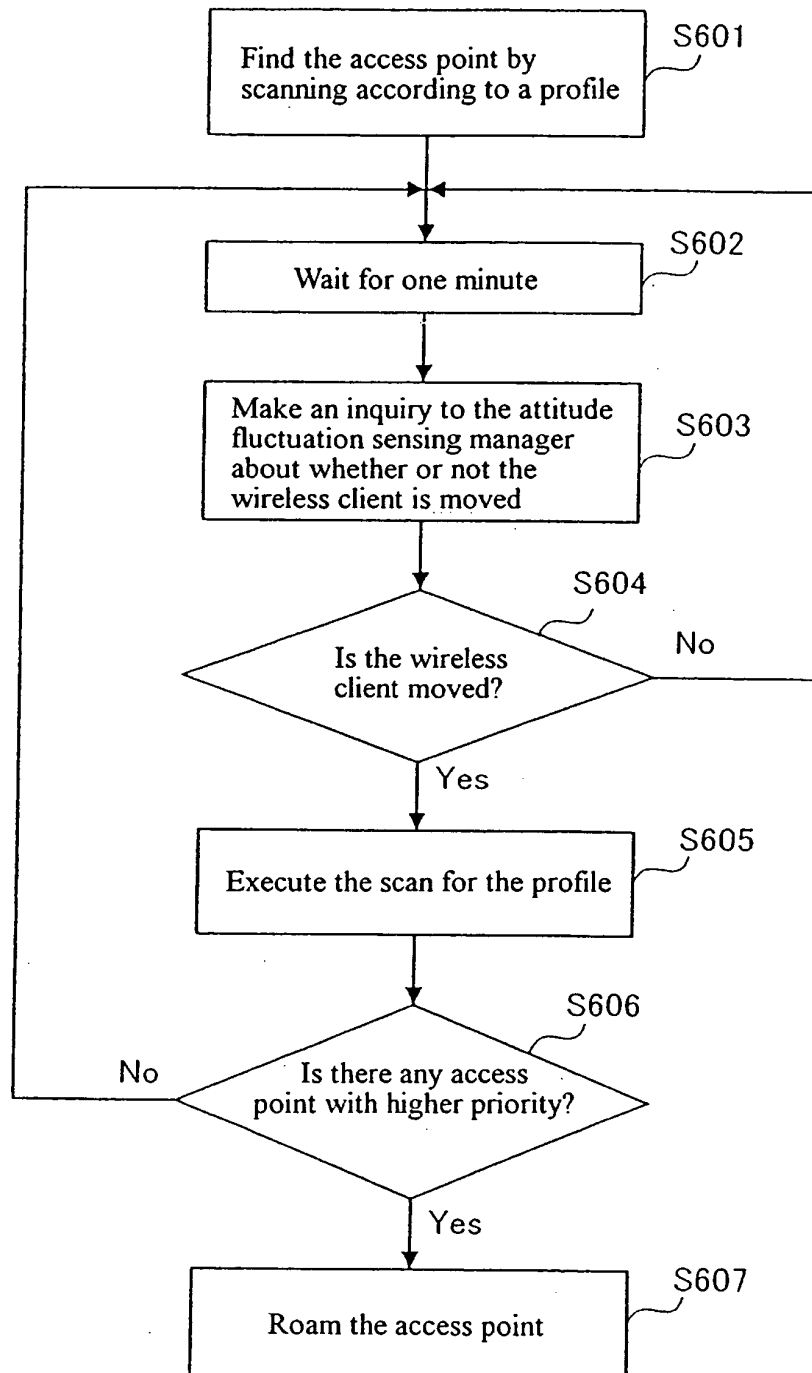 S601
Find the access point by
scanning according to a profile
S602
Wait for one minute
S603
Make an inquiry to the attitude
fluctuation sensing manager
about whether or not the
wireless client is moved
S604
Is the wireless
client moved?
No
Yes
S605
Execute the scan for the profile
S606
Is there any access
point with higher priority?
No
Yes
S607
Roam the access point